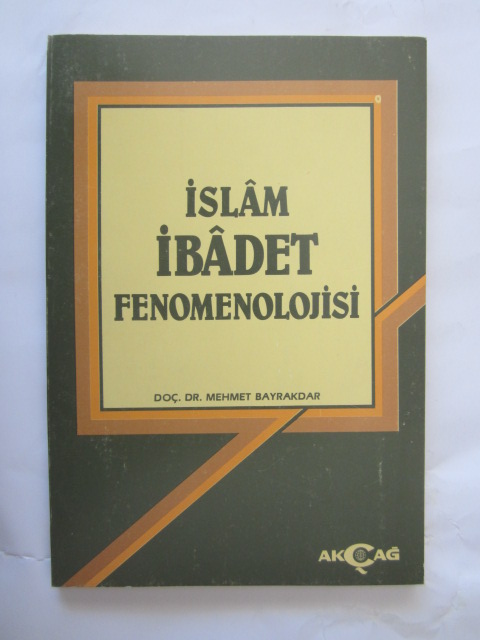 İSLÂM
İBÂDET
FENOMENOLOJİSİ
DOÇ. DR. MEHMET BAYRAKDAR
AKÇAĞ